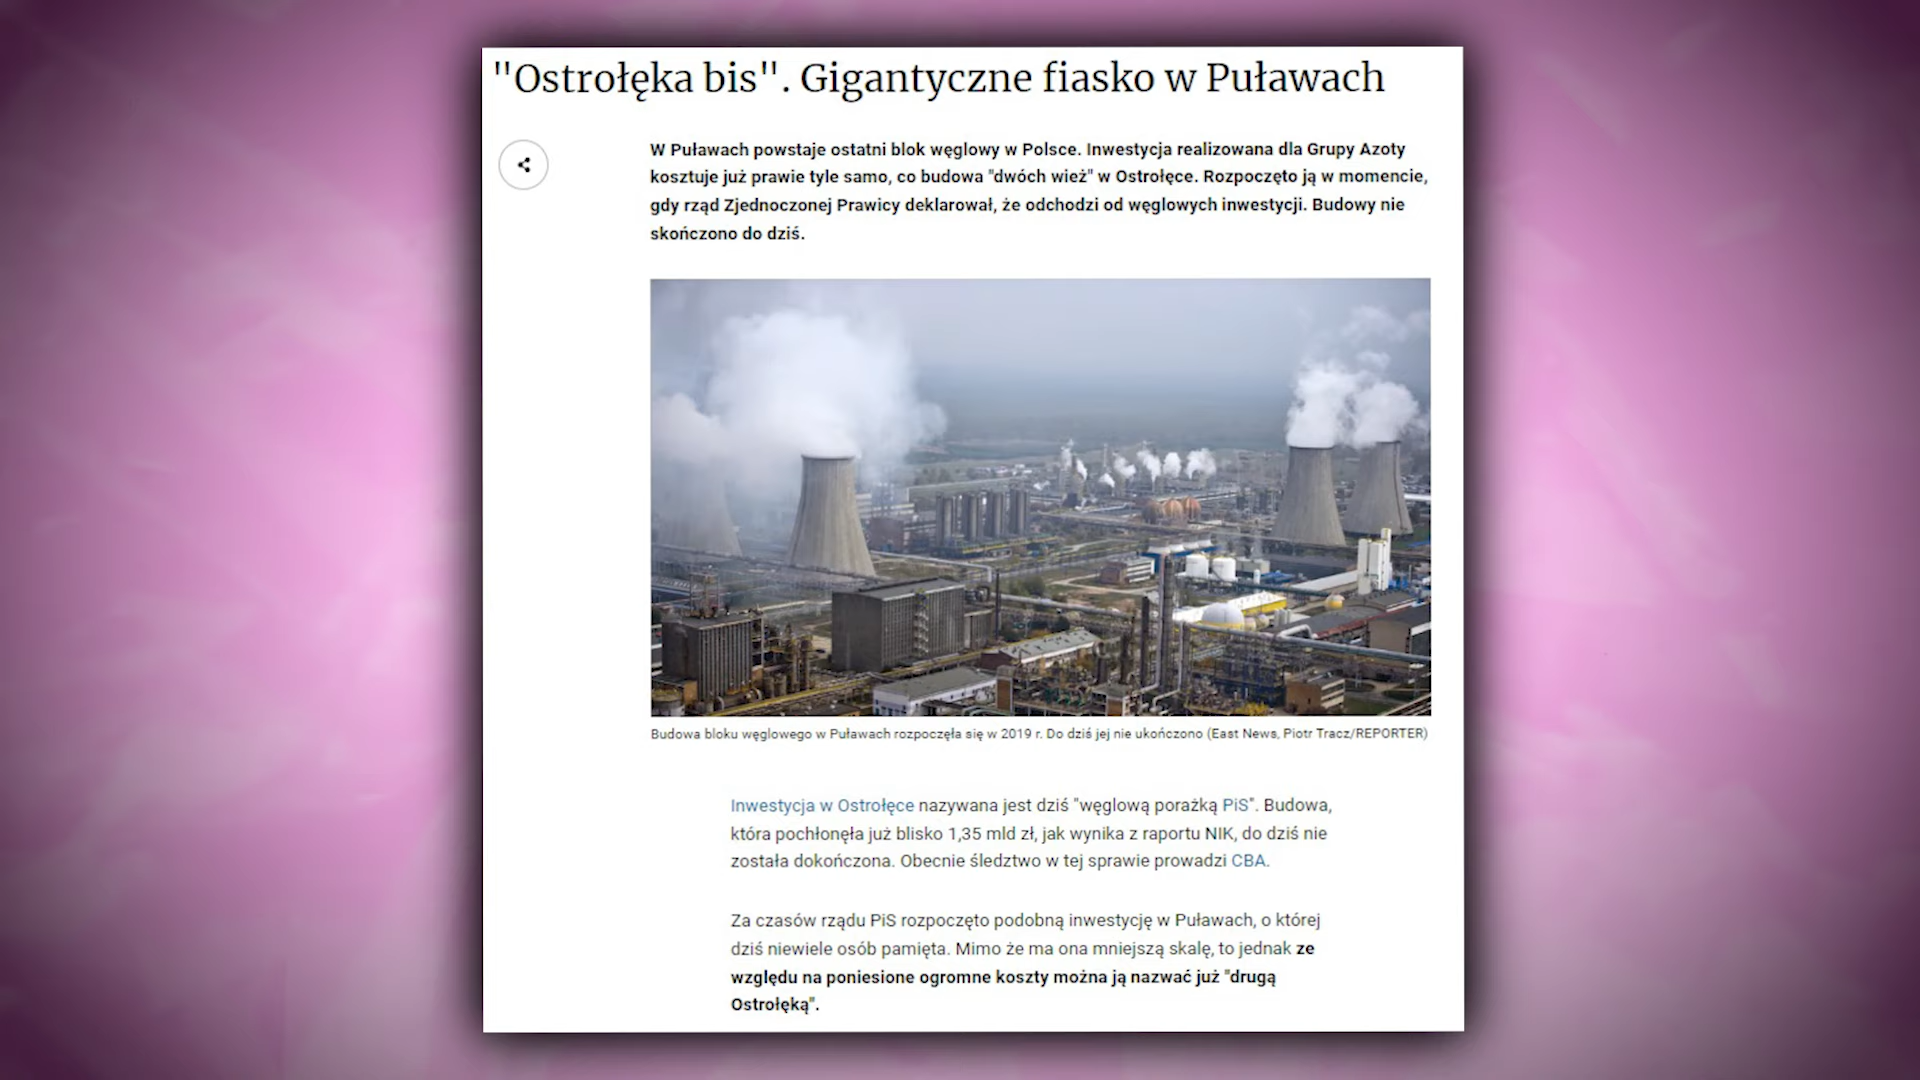 "Ostrołęka bis". Gigantyczne fiasko w Puławach
W Puławach powstaje ostatni blok węglowy w Polsce. Inwestycja realizowana dla Grupy Azoty
kosztuje już prawie tyle samo, co budowa "dwóch wież" w Ostrołęce. Rozpoczęto ją w momencie,
gdy rząd Zjednoczonej Prawicy deklarował, że odchodzi od węglowych inwestycji. Budowy nie
skończono do dziś.
Budowa bloku węglowego w Puławach rozpoczęła się w 2019 r. Do dziś jej nie ukończono (East News, Piotr Tracz/REPORTER)
Inwestycja w Ostrołęce nazywana jest dziś "węglową porażką PiS". Budowa,
która pochłonęła już blisko 1,35 mld zł, jak wynika z raportu NIK, do dziś nie
została dokończona. Obecnie śledztwo w tej sprawie prowadzi CBA.
Za czasów rządu PiS rozpoczęto podobną inwestycję w Puławach, o której
dziś niewiele osób pamięta. Mimo że ma ona mniejszą skalę, to jednak ze
względu na poniesione ogromne koszty można ją nazwać już "drugą
Ostrołęką".